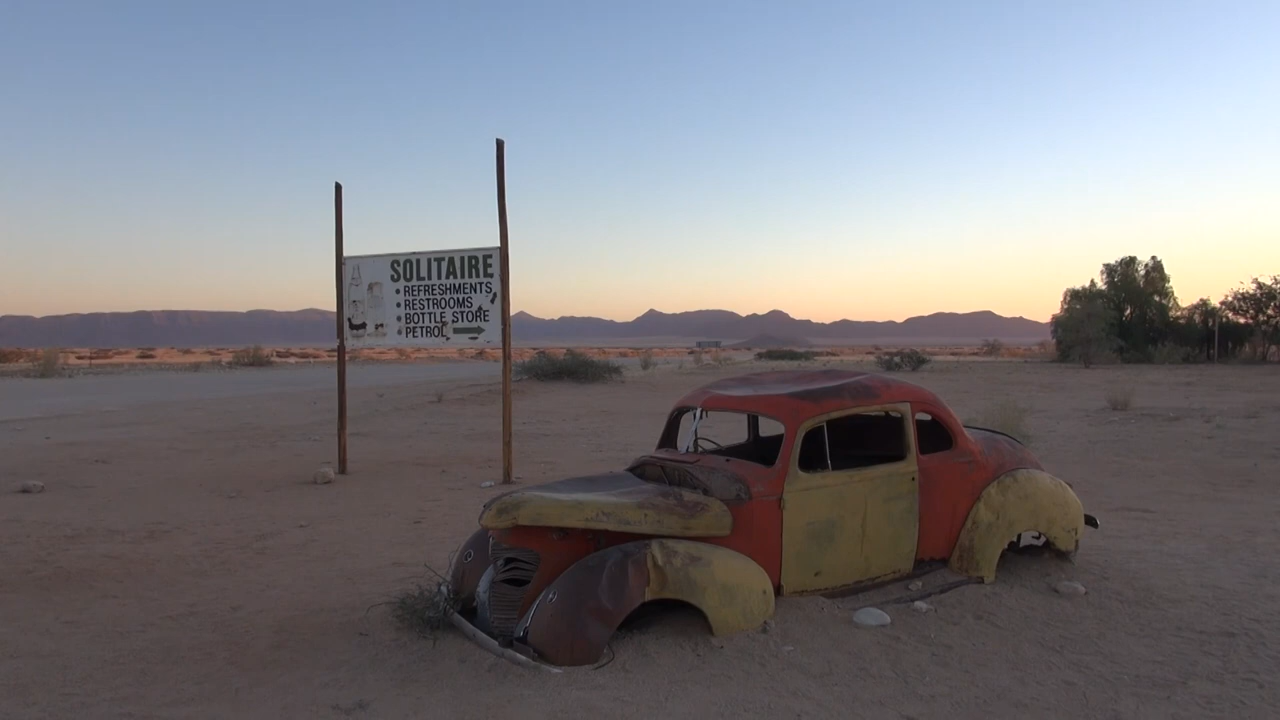 SOLITAIRE
• REFRESHMENTS
• RESTROOMS
• BOTTLE STORE
• PETROL